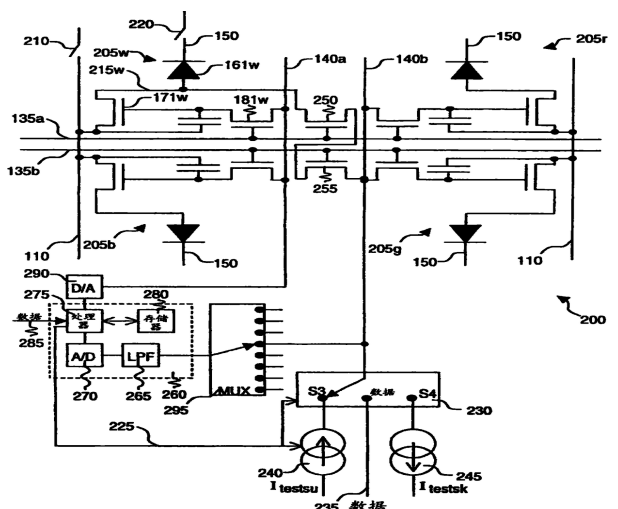 210
220
150
205w
161w
140a
140b
150
205r
215w
171w
181w
250
135a
135b
255
110
205b
150
205g
150
110
290
D/A
275
280
200
数据
处理器
存储器
285
A/D
LPF
MUX
260
270
265
295
S3
数据
S4
230
225
240
245
I testsu
235
数据
I testsk